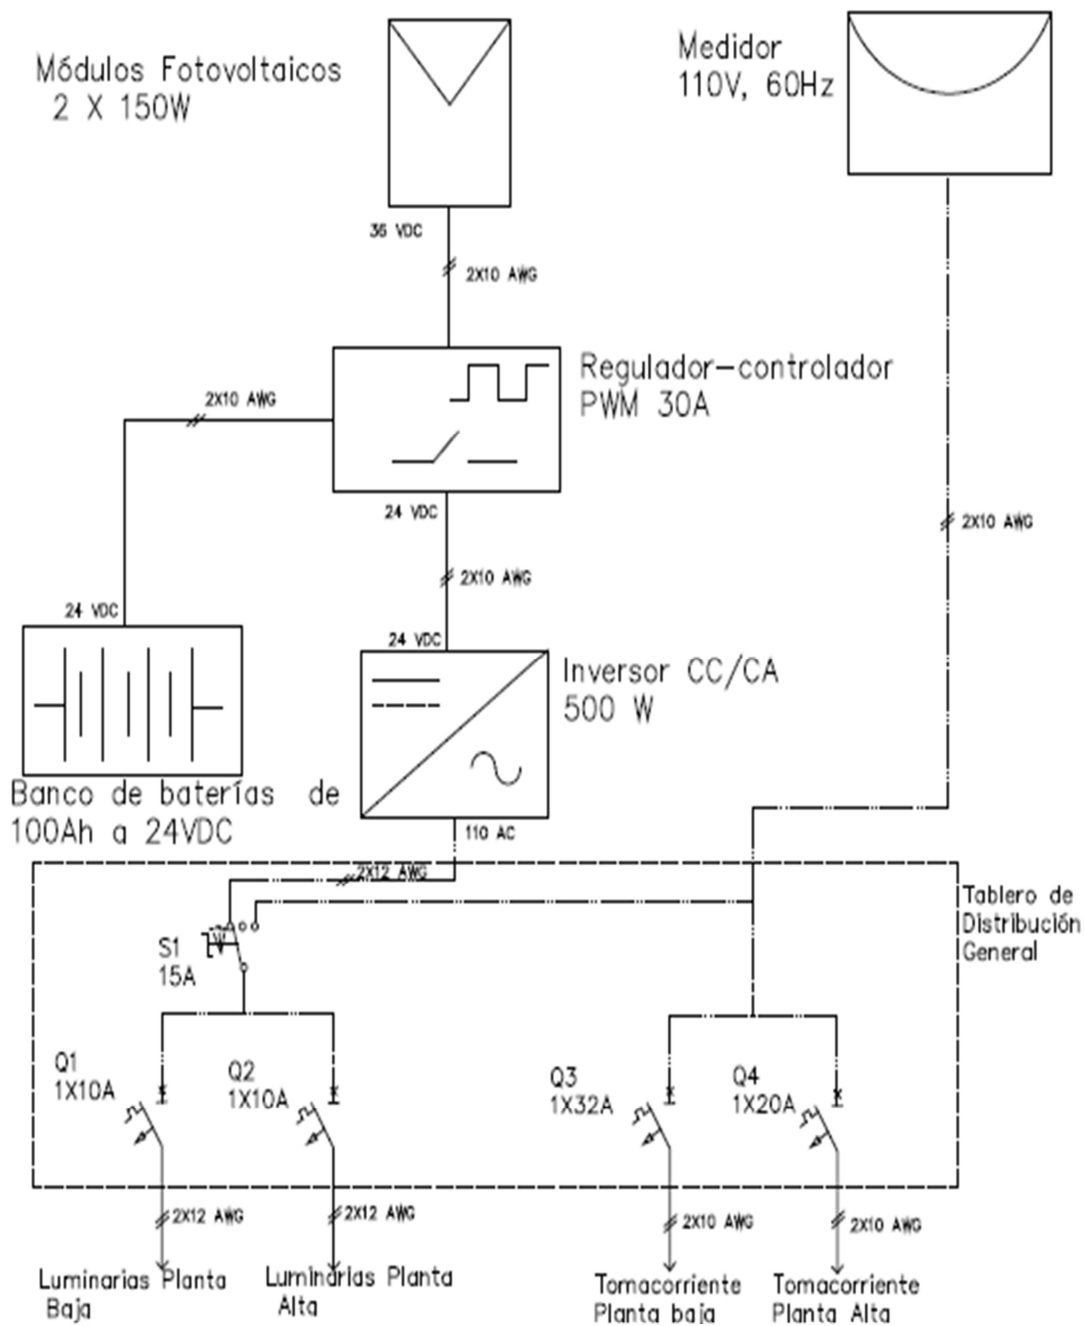 Módulos Fotovoltaicos
2 X 150W
Medidor
110V, 60Hz
36 VDC
2X10 AWG
Regulador-controlador
PWM 30A
2X10 AWG
24 VDC
2X10 AWG
2X10 AWG
24 VDC
24 VDC
Inversor CC/CA
500 W
Banco de baterías de
100Ah a 24VDC
110 AC
2X12 AWG
Tablero de
Distribución
General
S1
15A
Q1
1X10A
Q2
1X10A
Q3
1X32A
Q4
1X20A
2X12 AWG
2X12 AWG
2X10 AWG
2X10 AWG
Luminarias Planta
Baja
Luminarias Planta
Alta
Tomacorriente
Planta baja
Tomacorriente
Planta Alta